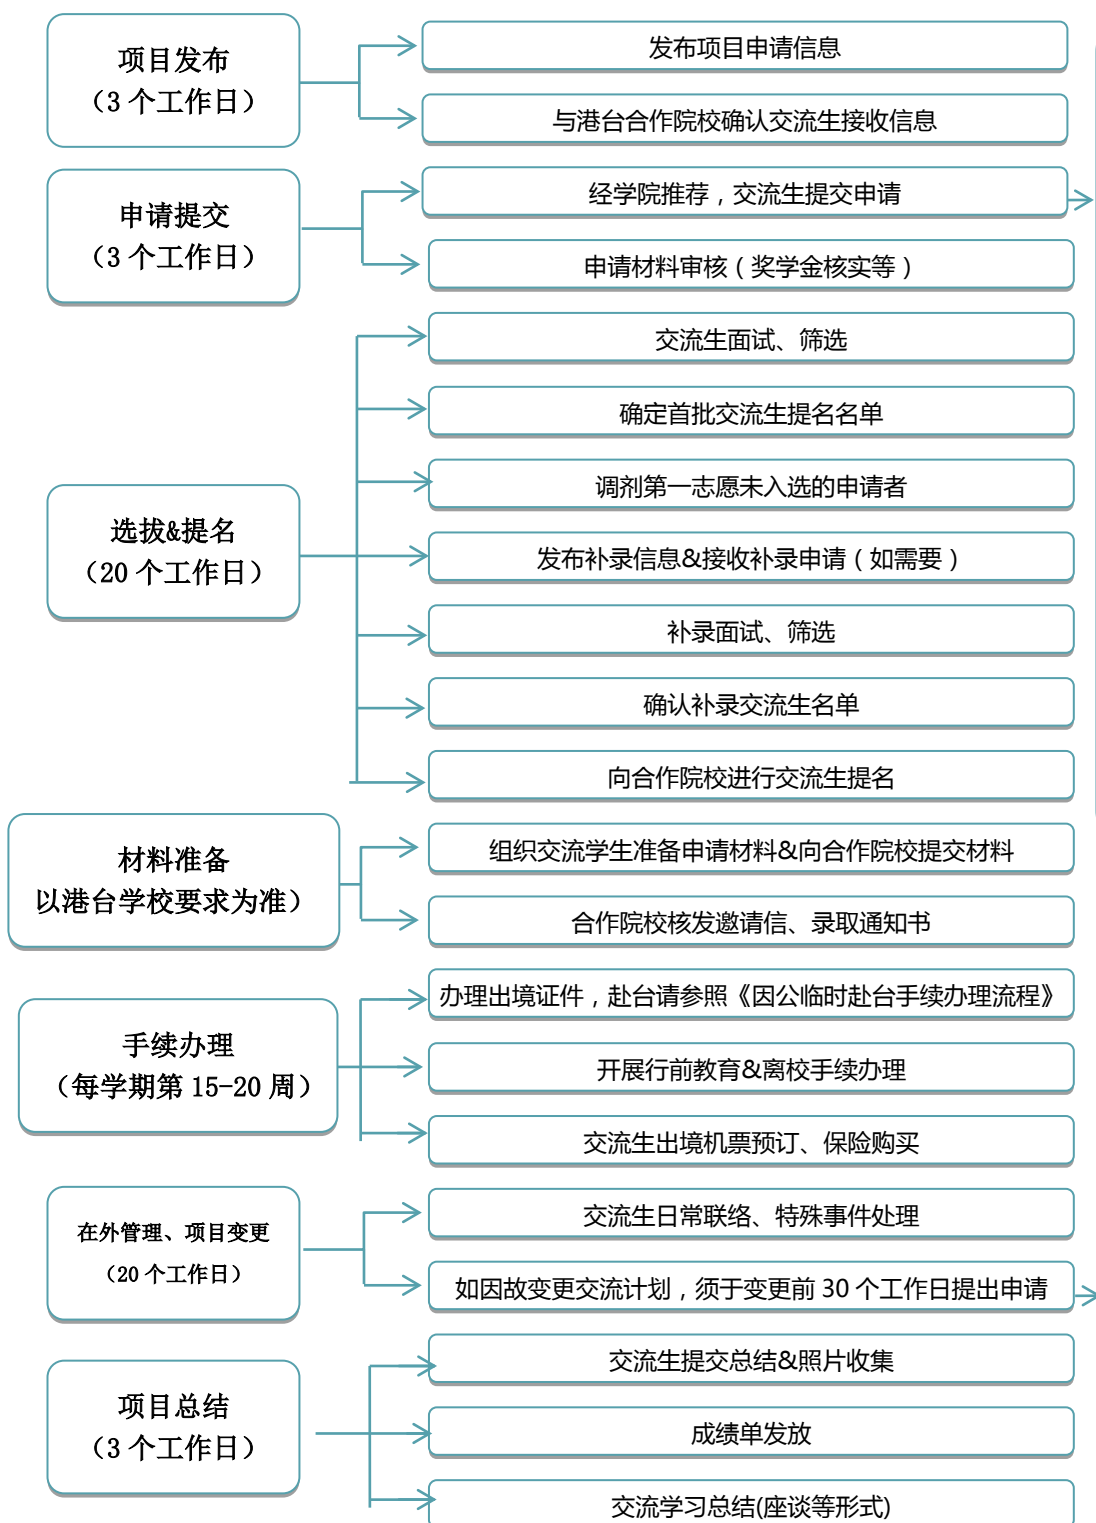 项目发布
（3 个工作日）
发布项目申请信息
与港台合作院校确认交流生接收信息
申请提交
（3 个工作日）
经学院推荐，交流生提交申请
申请材料审核（奖学金核实等）
选拔&提名
（20 个工作日）
交流生面试、筛选
确定首批交流生提名名单
调剂第一志愿未入选的申请者
发布补录信息&接收补录申请（如需要）
补录面试、筛选
确认补录交流生名单
向合作院校进行交流生提名
材料准备
以港台学校要求为准）
组织交流学生准备申请材料&向合作院校提交材料
合作院校核发邀请信、录取通知书
手续办理
（每学期第 15-20 周）
办理出境证件，赴台请参照《因公临时赴台手续办理流程》
开展行前教育&离校手续办理
交流生出境机票预订、保险购买
在外管理、项目变更
（20 个工作日）
交流生日常联络、特殊事件处理
如因故变更交流计划，须于变更前 30 个工作日提出申请
项目总结
（3 个工作日）
交流生提交总结&照片收集
成绩单发放
交流学习总结(座谈等形式)